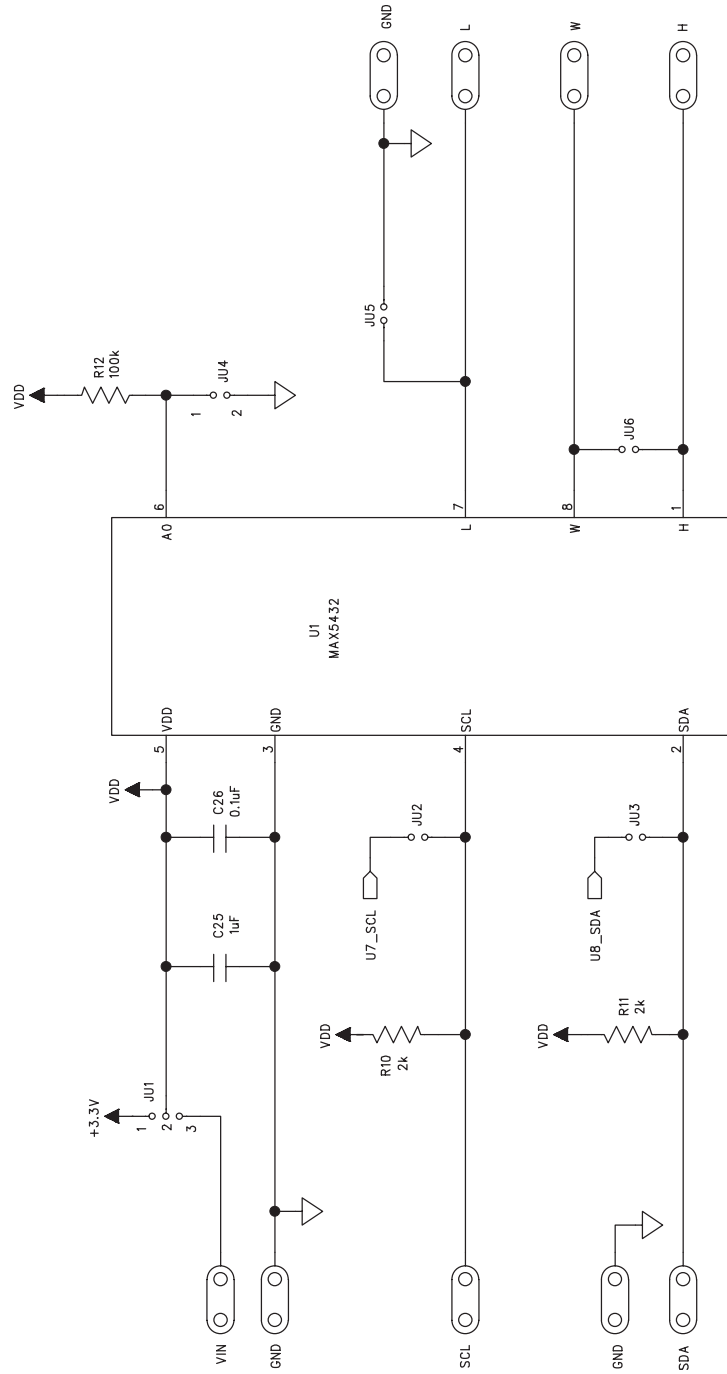 VDD
R12
100k
1
JU4
2
6
A0
GND
JU5
7
L
L
W
8
W
JU6
H
1
H
U1
MAX5432
VDD
5
VDD
C26
0.1uF
C25
1uF
3
GND
+3.3V
1
JU1
2
3
VIN
GND
U7_SCL
JU2
4
SCL
VDD
R10
2k
SCL
U8_SDA
JU3
2
SDA
VDD
R11
2k
GND
SDA